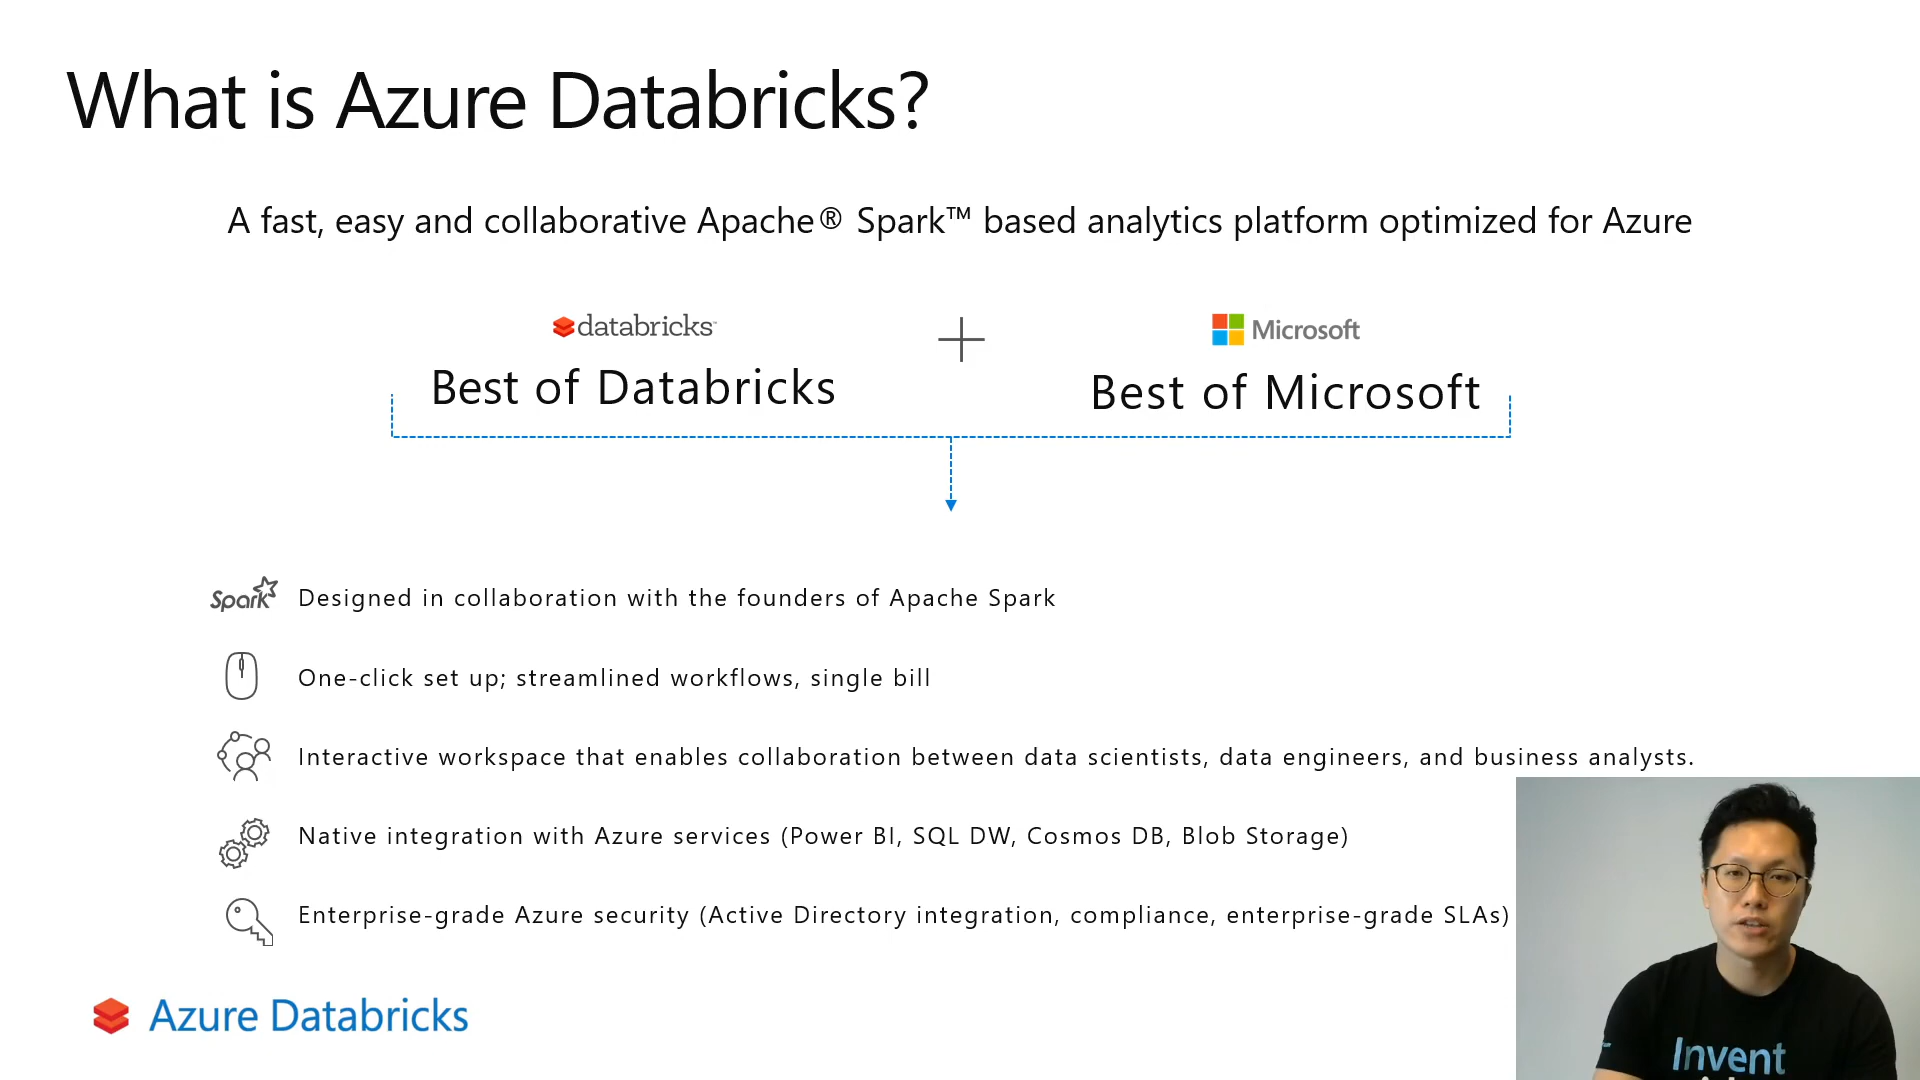 What is Azure Databricks?
A fast, easy and collaborative Apache® Spark™ based analytics platform optimized for Azure
databricks™
Microsoft
Best of Databricks
Best of Microsoft
Spark
Designed in collaboration with the founders of Apache Spark
One-click set up; streamlined workflows, single bill
Interactive workspace that enables collaboration between data scientists, data engineers, and business analysts.
Native integration with Azure services (Power BI, SQL DW, Cosmos DB, Blob Storage)
Enterprise-grade Azure security (Active Directory integration, compliance, enterprise-grade SLAs)
Azure Databricks
Invent